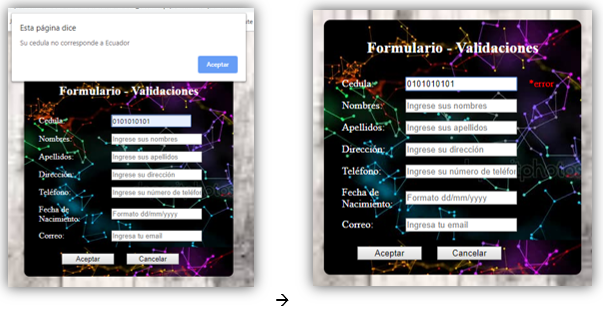 Esta página dice
Su cedula no corresponde a Ecuador
Aceptar
Formulario - Validaciones
Cedula: 0101010101
Nombres: Ingrese sus nombres
Apellidos: Ingrese sus apellidos
Dirección: Ingrese su dirección
Teléfono: Ingrese su número de teléfo
Fecha de
Nacimiento: Formato dd/mm/yyyy
Correo: Ingresa tu email
Aceptar Cancelar
→
Formulario - Validaciones
Cedula: 0101010101 *error
Nombres: Ingrese sus nombres
Apellidos: Ingrese sus apellidos
Dirección: Ingrese su dirección
Teléfono: Ingrese su número de teléfor
Fecha de
Nacimiento: Formato dd/mm/yyyy
Correo: Ingresa tu email
Aceptar Cancelar